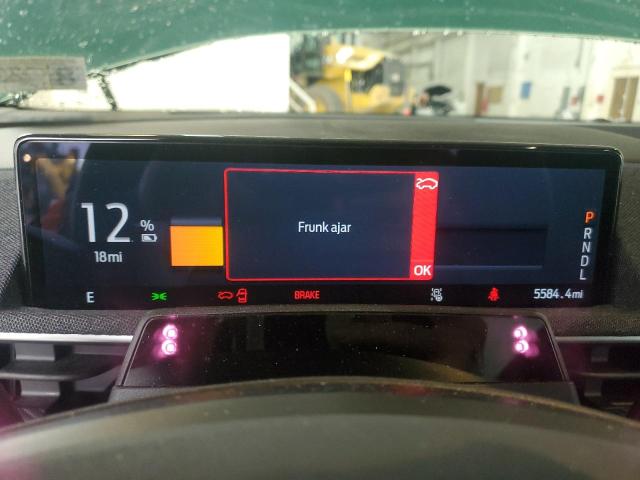 12 %
18mi
Frunk ajar
OK
P
R
N
D
L
E
BRAKE
5584.4mi